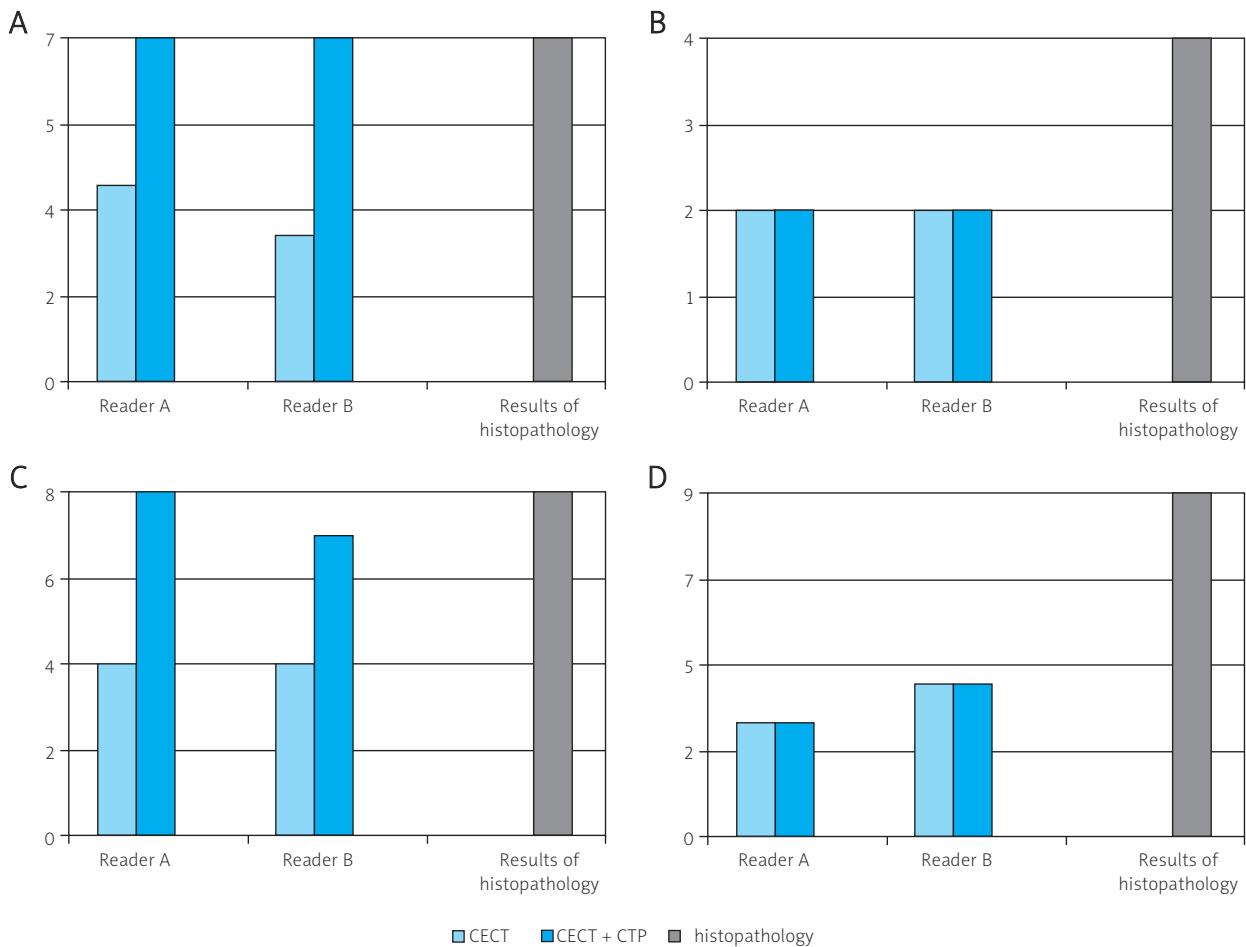 A
7
5
4
2
0
Reader A
Reader B
Results of
histopathology
B
4
3
2
1
0
Reader A
Reader B
Results of
histopathology
C
8
6
4
2
0
Reader A
Reader B
Results of
histopathology
D
9
7
5
2
0
Reader A
Reader B
Results of
histopathology
CECT CECT + CTP histopathology